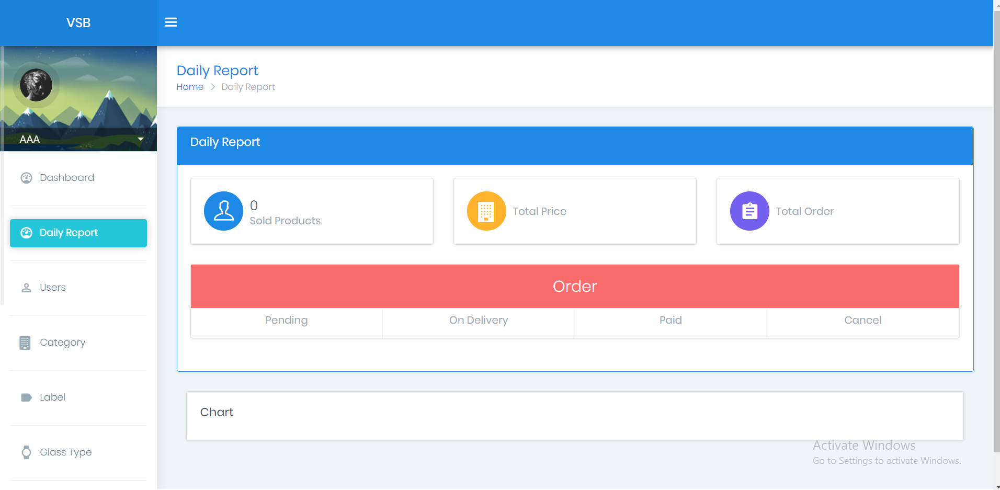 VSB
AAA
Dashboard
Daily Report
Users
Category
Label
Glass Type
Daily Report
Home > Daily Report
Daily Report
0
Sold Products
Total Price
Total Order
Order
Pending
On Delivery
Paid
Cancel
Chart
Activate Windows
Go to Settings to activate Windows.